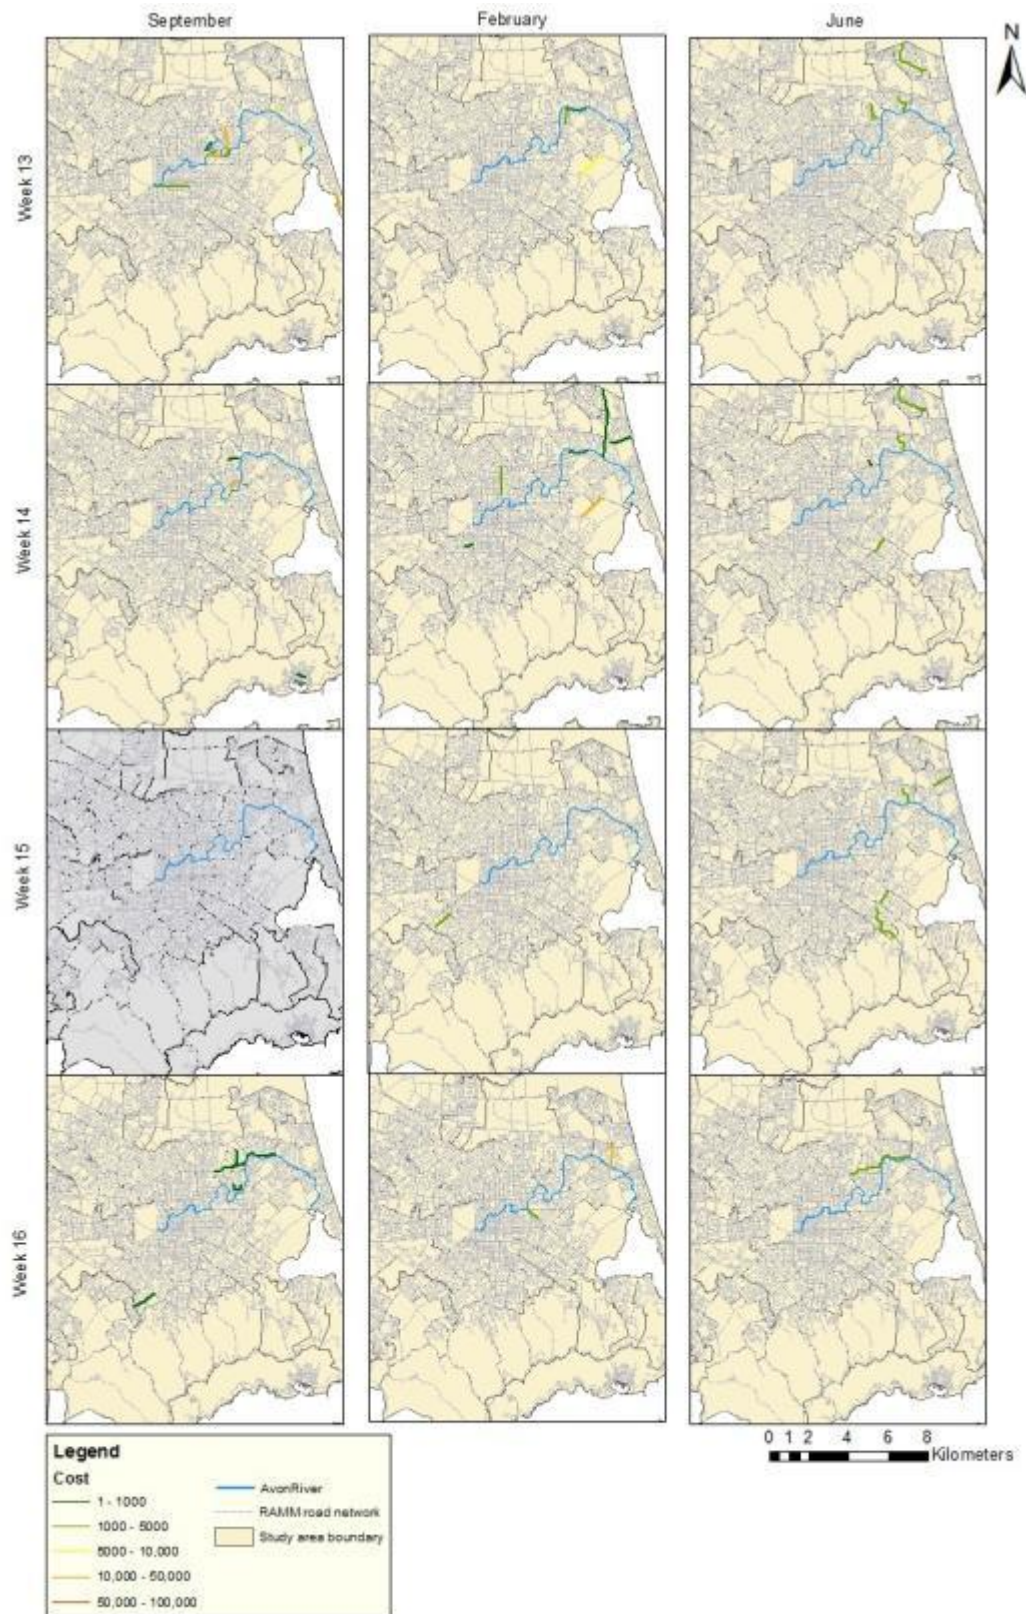 September
February
June
N
Week 13
Week 14
Week 15
Week 16
0 1 2 4 6 8
Kilometers
Legend
Cost
1 - 1000
1000 - 5000
5000 - 10,000
10,000 - 50,000
50,000 - 100,000
AvonRiver
RAMM road network
Study area boundary